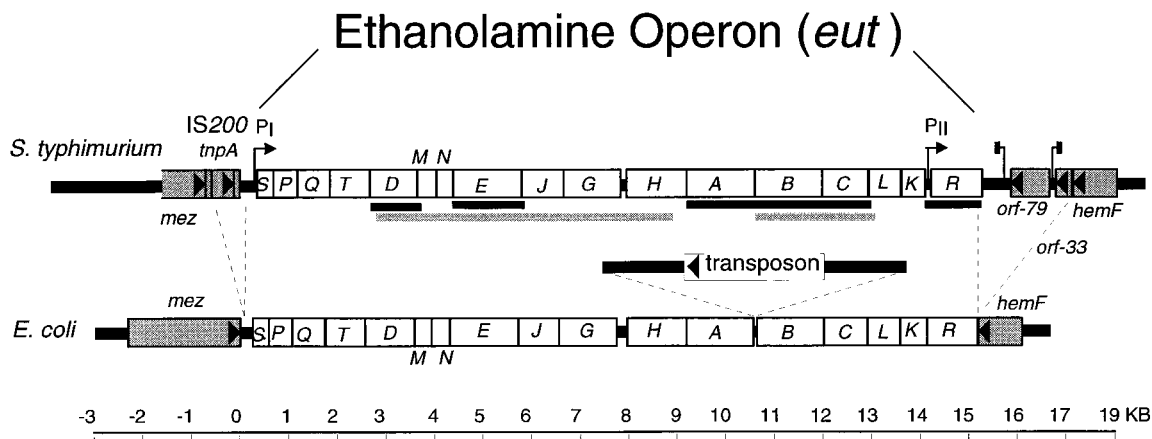 Ethanolamine Operon (eut)
IS200
tnpA
PI
PII
S. typhimurium
M N
S P Q T D E J G H A B C L K R
mez
orf-79
hemF
orf-33
transposon
mez
hemF
E. coli
S P Q T D E J G H A B C L K R
M N
-3 -2 -1 0 1 2 3 4 5 6 7 8 9 10 11 12 13 14 15 16 17 18 19 KB